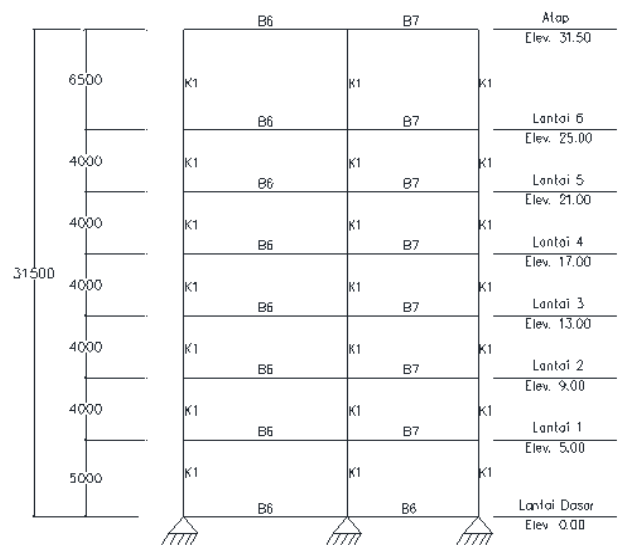 B6 B7 Atap
Elev. 31.50
6500 K1 K1 K1
B6 B7 Lantai 6
Elev. 25.00
4000 K1 K1 K1
B6 B7 Lantai 5
Elev. 21.00
4000 K1 K1 K1
B6 B7 Lantai 4
Elev. 17.00
31500
4000 K1 K1 K1
B6 B7 Lantai 3
Elev. 13.00
4000 K1 K1 K1
B6 B7 Lantai 2
Elev. 9.00
4000 K1 K1 K1
B6 B7 Lantai 1
Elev. 5.00
5000 K1 K1 K1
B6 B6 Lantai Dasar
Elev 0.00